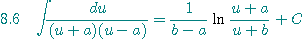 8.6 ∫ du / (u + a)(u − a) = 1 / (b − a) ln (u + a) / (u + b) + C